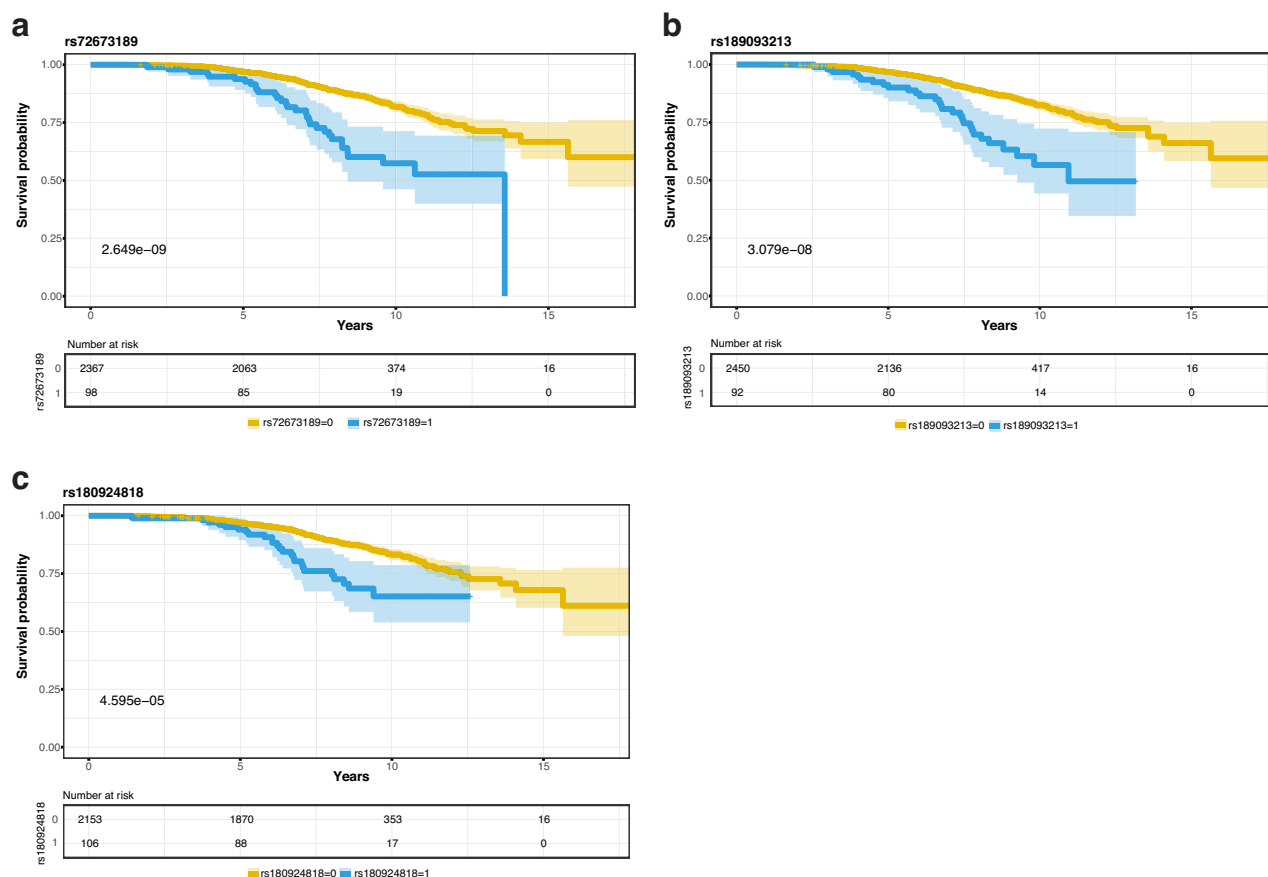 a
rs72673189
Survival probability
1.00
0.75
0.50
0.25
0.00
2.649e−09
0 5 10 15
Years
Number at risk
rs72673189
0 2367 2063 374 16
1 98 85 19 0
rs72673189=0 rs72673189=1
b
rs189093213
Survival probability
1.00
0.75
0.50
0.25
0.00
3.079e−08
0 5 10 15
Years
Number at risk
rs189093213
0 2450 2136 417 16
1 92 80 14 0
rs189093213=0 rs189093213=1
c
rs180924818
Survival probability
1.00
0.75
0.50
0.25
0.00
4.595e−05
0 5 10 15
Years
Number at risk
rs180924818
0 2153 1870 353 16
1 106 88 17 0
rs180924818=0 rs180924818=1